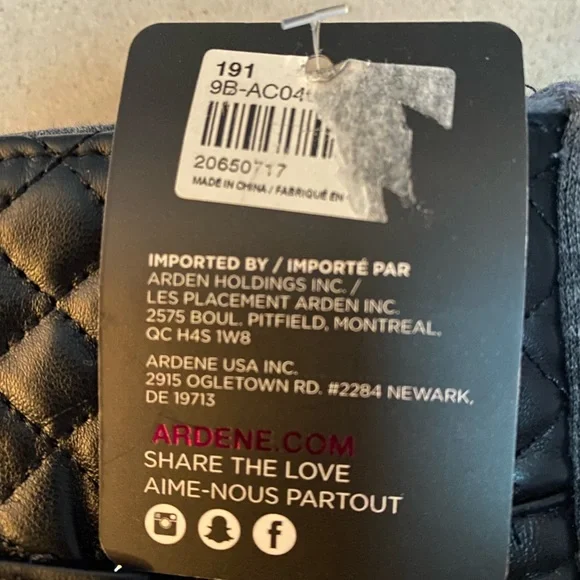 191
9B-AC04
20650717
MADE IN CHINA / FABRIQUÉ EN
IMPORTED BY / IMPORTÉ PAR
ARDEN HOLDINGS INC. /
LES PLACEMENT ARDEN INC.
2575 BOUL. PITFIELD, MONTREAL,
QC H4S 1W8
ARDENE USA INC.
2915 OGLETOWN RD. #2284 NEWARK,
DE 19713
ARDENE.COM
SHARE THE LOVE
AIME-NOUS PARTOUT